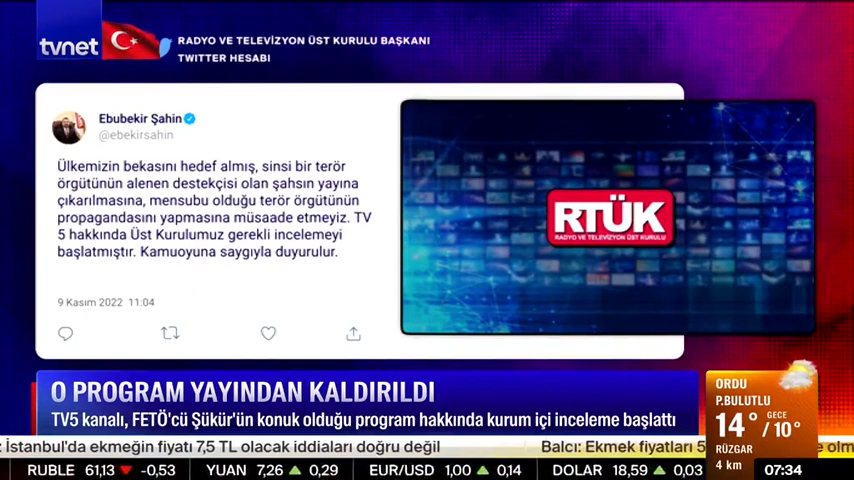 tvnet
RADYO VE TELEVİZYON ÜST KURULU BAŞKANI
TWITTER HESABI
Ebubekir Şahin
@ebekirsahin
Ülkemizin bekasını hedef almış, sinsi bir terör
örgütünün alenen destekçisi olan şahsın yayına
çıkarılmasına, mensubu olduğu terör örgütünün
propagandasını yapmasına müsaade etmeyiz. TV
5 hakkında Üst Kurulumuz gerekli incelemeyi
başlatmıştır. Kamuoyuna saygıyla duyurulur.
9 Kasım 2022 11:04
RTÜK
RADYO VE TELEVİZYON ÜST KURULU
O PROGRAM YAYINDAN KALDIRILDI
TV5 kanalı, FETÖ'cü Şükür'ün konuk olduğu program hakkında kurum içi inceleme başlattı
ORDU
P.BULUTLU
14° / GECE 10°
RÜZGAR
4 km
: İstanbul'da ekmeğin fiyatı 7,5 TL olacak iddiaları doğru değil Balcı: Ekmek fiyatları 5 e olm
RUBLE 61,13 ▼ -0,53 YUAN 7,26 ▲ 0,29 EUR/USD 1,00 ▲ 0,14 DOLAR 18,59 ▲ 0,03 07:34